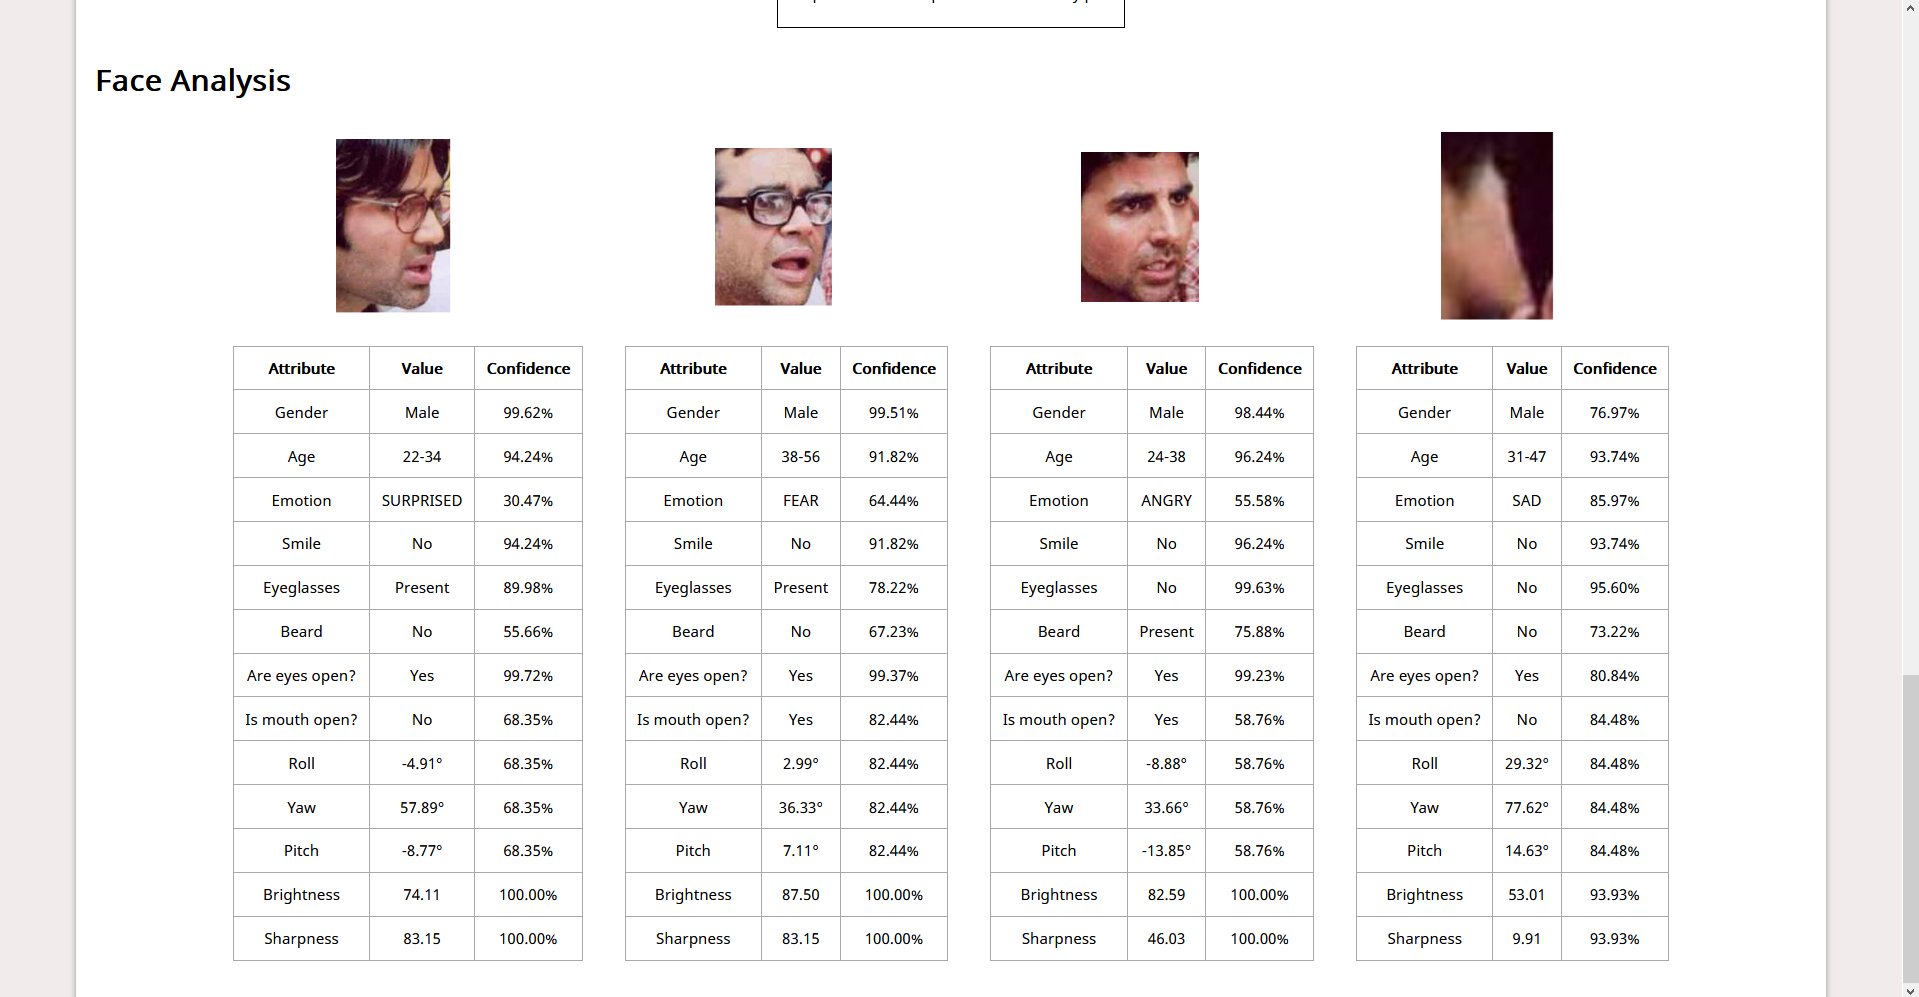 Face Analysis
Attribute Value Confidence
Gender Male 99.62%
Age 22-34 94.24%
Emotion SURPRISED 30.47%
Smile No 94.24%
Eyeglasses Present 89.98%
Beard No 55.66%
Are eyes open? Yes 99.72%
Is mouth open? No 68.35%
Roll -4.91° 68.35%
Yaw 57.89° 68.35%
Pitch -8.77° 68.35%
Brightness 74.11 100.00%
Sharpness 83.15 100.00%
Attribute Value Confidence
Gender Male 99.51%
Age 38-56 91.82%
Emotion FEAR 64.44%
Smile No 91.82%
Eyeglasses Present 78.22%
Beard No 67.23%
Are eyes open? Yes 99.37%
Is mouth open? Yes 82.44%
Roll 2.99° 82.44%
Yaw 36.33° 82.44%
Pitch 7.11° 82.44%
Brightness 87.50 100.00%
Sharpness 83.15 100.00%
Attribute Value Confidence
Gender Male 98.44%
Age 24-38 96.24%
Emotion ANGRY 55.58%
Smile No 96.24%
Eyeglasses No 99.63%
Beard Present 75.88%
Are eyes open? Yes 99.23%
Is mouth open? Yes 58.76%
Roll -8.88° 58.76%
Yaw 33.66° 58.76%
Pitch -13.85° 58.76%
Brightness 82.59 100.00%
Sharpness 46.03 100.00%
Attribute Value Confidence
Gender Male 76.97%
Age 31-47 93.74%
Emotion SAD 85.97%
Smile No 93.74%
Eyeglasses No 95.60%
Beard No 73.22%
Are eyes open? Yes 80.84%
Is mouth open? No 84.48%
Roll 29.32° 84.48%
Yaw 77.62° 84.48%
Pitch 14.63° 84.48%
Brightness 53.01 93.93%
Sharpness 9.91 93.93%